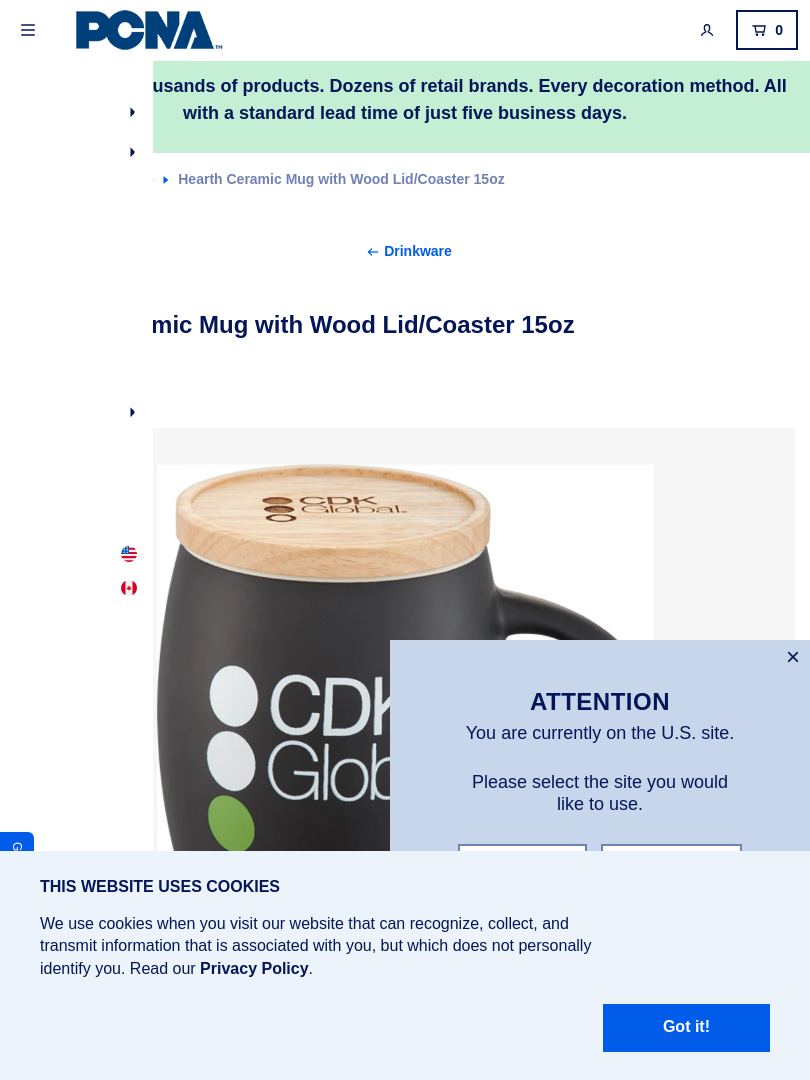 PCNA™
0
usands of products. Dozens of retail brands. Every decoration method. All
with a standard lead time of just five business days.
Hearth Ceramic Mug with Wood Lid/Coaster 15oz
← Drinkware
mic Mug with Wood Lid/Coaster 15oz
CDK
Global
CDK
Glob
ATTENTION
You are currently on the U.S. site.
Please select the site you would
like to use.
G
THIS WEBSITE USES COOKIES
We use cookies when you visit our website that can recognize, collect, and
transmit information that is associated with you, but which does not personally
identify you. Read our Privacy Policy.
Got it!